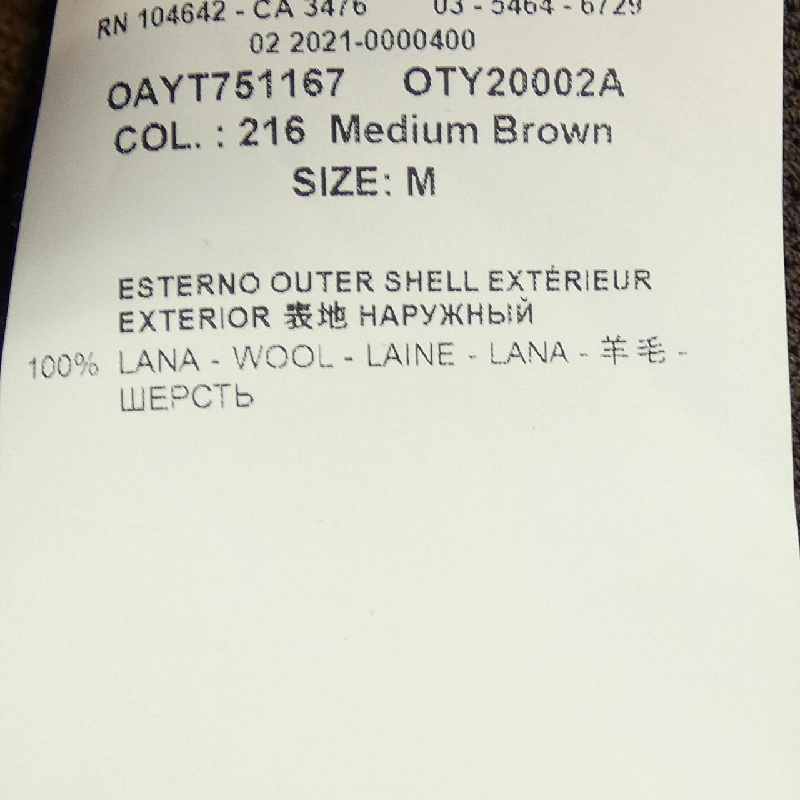 RN 104642 - CA 3476 03 - 5464 - 6729
02 2021-0000400
OAYT751167 OTY20002A
COL. : 216 Medium Brown
SIZE: M
ESTERNO OUTER SHELL EXTÉRIEUR
EXTERIOR 表地 НАРУЖНЫЙ
100% LANA - WOOL - LAINE - LANA - 羊毛 -
ШЕРСТЬ